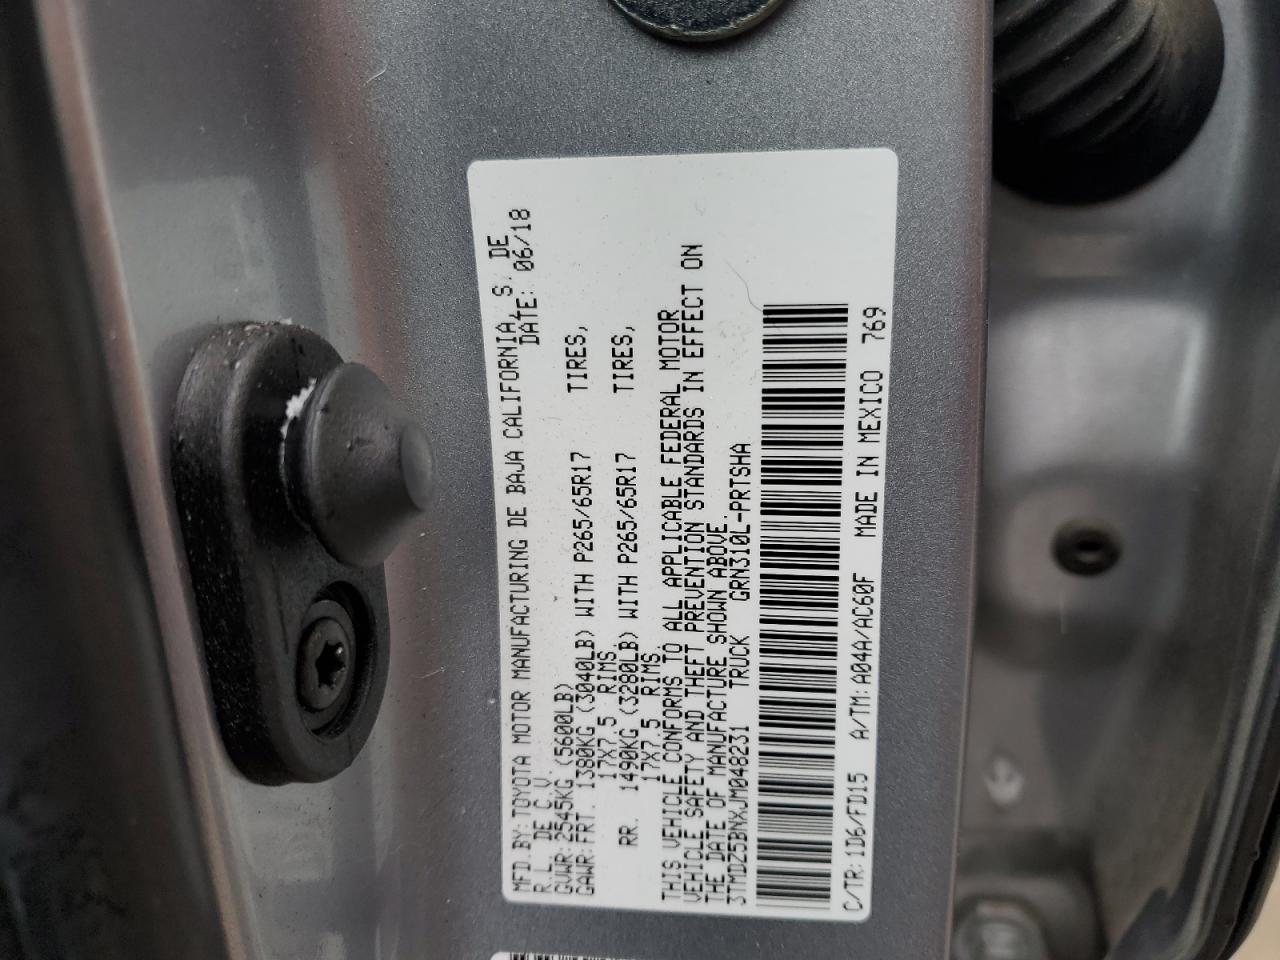 MFD.BY: TOYOTA MOTOR MANUFACTURING DE BAJA CALIFORNIA, S. DE
R.L. DE C.V. DATE: 06/18
GVWR: 2545KG (5600LB)
GAWR: FRT. 1380KG (3040LB) WITH P265/65R17 TIRES,
17X7.5 RIMS.
RR. 1490KG (3280LB) WITH P265/65R17 TIRES,
17X7.5 RIMS.
THIS VEHICLE CONFORMS TO ALL APPLICABLE FEDERAL MOTOR
VEHICLE SAFETY AND THEFT PREVENTION STANDARDS IN EFFECT ON
THE DATE OF MANUFACTURE SHOWN ABOVE.
3TMDZ5BNXJM048231 TRUCK GRN310L-PRTSHA
C/TR: 1D6/FD15 A/TM: A04A/AC60F MADE IN MEXICO 769